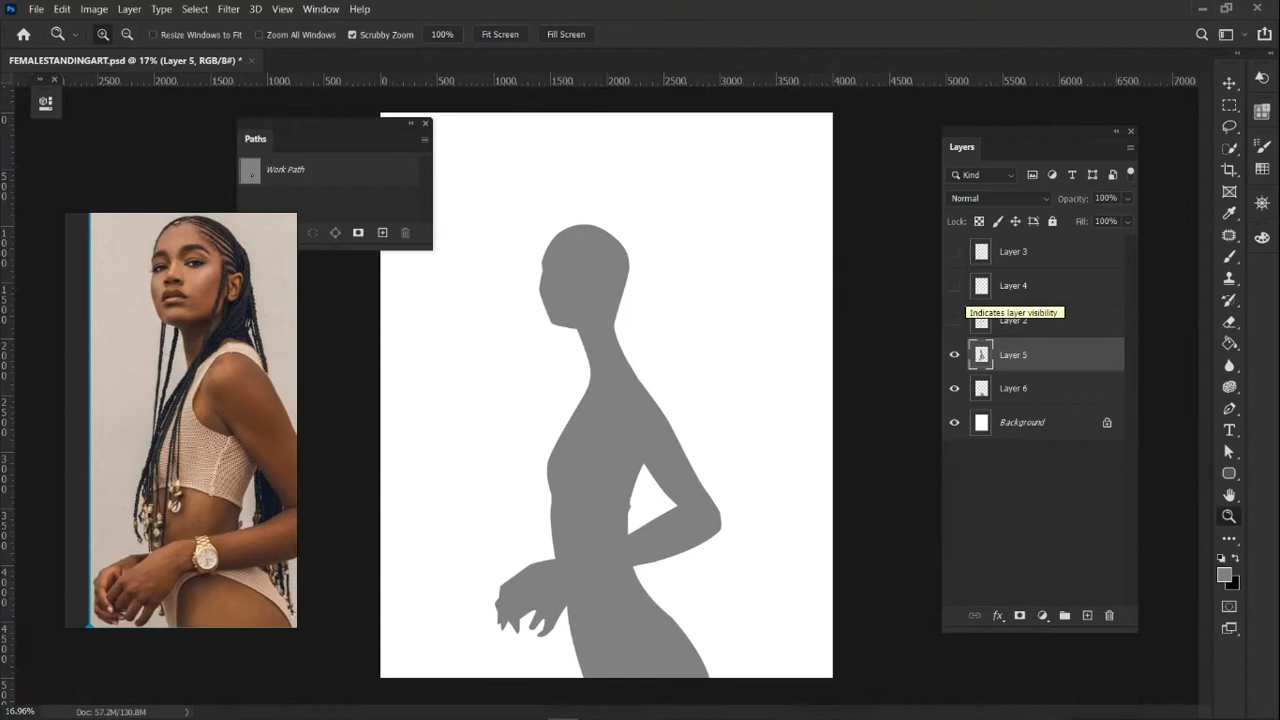 Ps File Edit Image Layer Type Select Filter 3D View Window Help
Resize Windows to Fit Zoom All Windows Scrubby Zoom 100% Fit Screen Fill Screen
FEMALESTANDINGART.psd @ 17% (Layer 5, RGB/8#) *
2500 2000 1500 1000 500 0 500 1000 1500 2000 2500 3000 3500 4000 4500 5000 5500 6000 6500 7000
Paths
Work Path
Layers
Kind
Normal Opacity: 100%
Lock: Fill: 100%
Layer 3
Layer 4
Indicates layer visibility
Layer 2
Layer 5
Layer 6
Background
16.96% Doc: 57.2M/130.8M